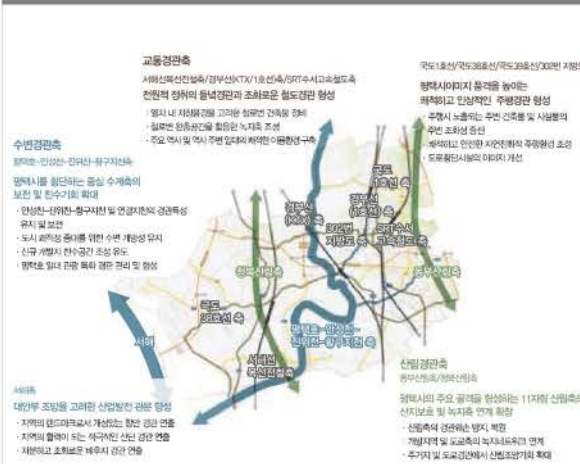 교통경관축
서해선복선전철축/경부선(KTX/1호선)축/SRT수서고속철도축
전원적 정취의 들녘경관과 조화로운 철도경관 형성
· 열차 내 차창풍경을 고려한 철로변 건축물 정비
· 철로변 완충공간을 활용한 녹지축 조성
· 주요 역사 및 역사 주변 일대의 쾌적한 이용환경 구축
국도1호선/국도38호선/국도39호선/302번 지방도
평택시이미지 품격을 높이는
쾌적하고 인상적인 주행경관 형성
· 주행시 노출되는 주변 건축물 및 시설물의
주변 조화성 증진
· 쾌적하고 안전한 자연친화적 주행환경 조성
· 도로횡단시설의 이미지 개선
수변경관축
평택호-안성천-진위천-황구지천축
평택시를 횡단하는 중심 수계축의
보전 및 친수기회 확대
· 안성천-진위천-황구지천 및 연결지천의 경관특성
유지 및 보전
· 도시 쾌적성 증대를 위한 수변 개방성 유지
· 신규 개발지 친수공간 조성 유도
· 평택호 일대 관광 특화 경관 관리 및 형성
국도
1호선 축
경부선
(KTX) 축
경부선
(1호선) 축
302번
지방도 축
SRT수서
고속철도 축
동부산림축
청북산림축
국도
38호선 축
평택호-안성천-
진위천-황구지천 축
서해선
복선전철축
서해
서해축
대안부 조망을 고려한 산업발전 관문 형성
· 지역의 랜드마크로서 개성있는 항만 경관 연출
· 지역의 활력이 되는 적극적인 산단 경관 연출
· 차분하고 조화로운 배후지 경관 연출
산림경관축
동부산림축/청북산림축
평택시의 주요 골격을 형성하는 11자형 산림축의
산지보호 및 녹지축 연계 확장
· 산림축의 경관훼손 방지, 복원
· 개발지역 및 도로축의 녹지네트워크 연계
· 주거지 및 도로경관에서 산림조망기회 확대